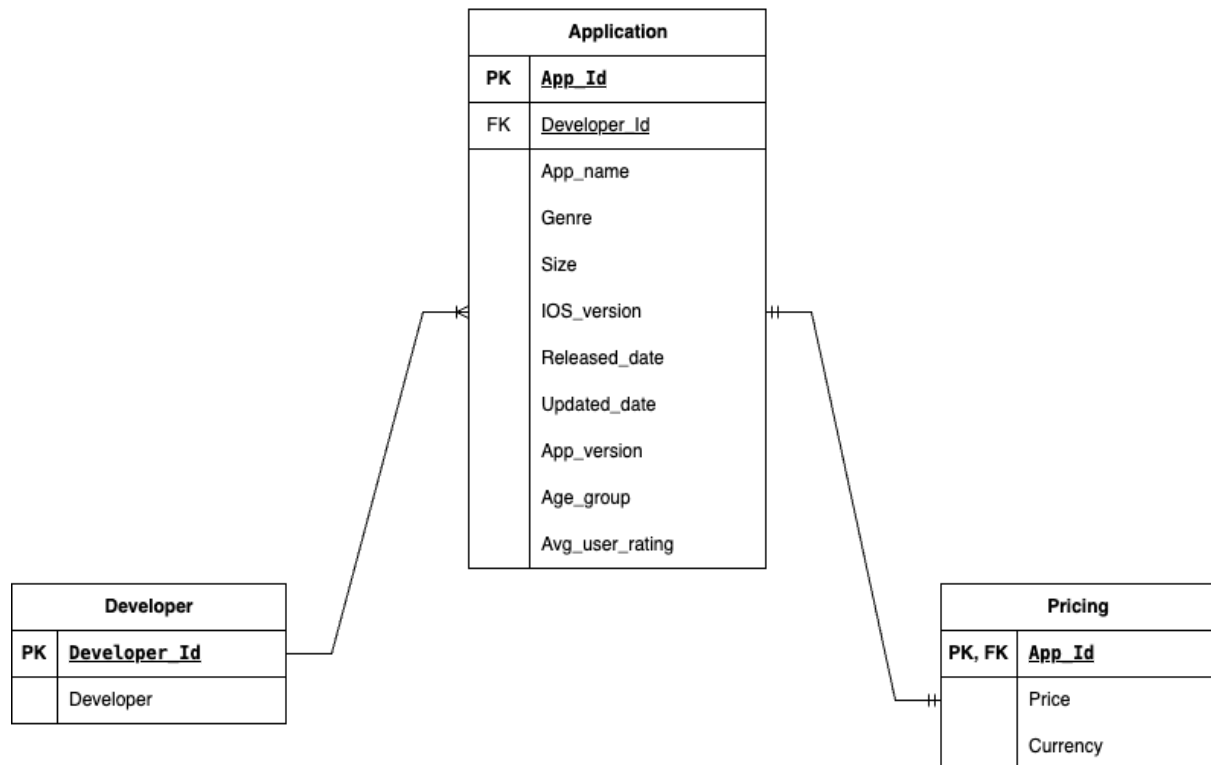 Application
PK App_Id
FK Developer_Id
App_name
Genre
Size
IOS_version
Released_date
Updated_date
App_version
Age_group
Avg_user_rating
Developer
PK Developer_Id
Developer
Pricing
PK, FK App_Id
Price
Currency